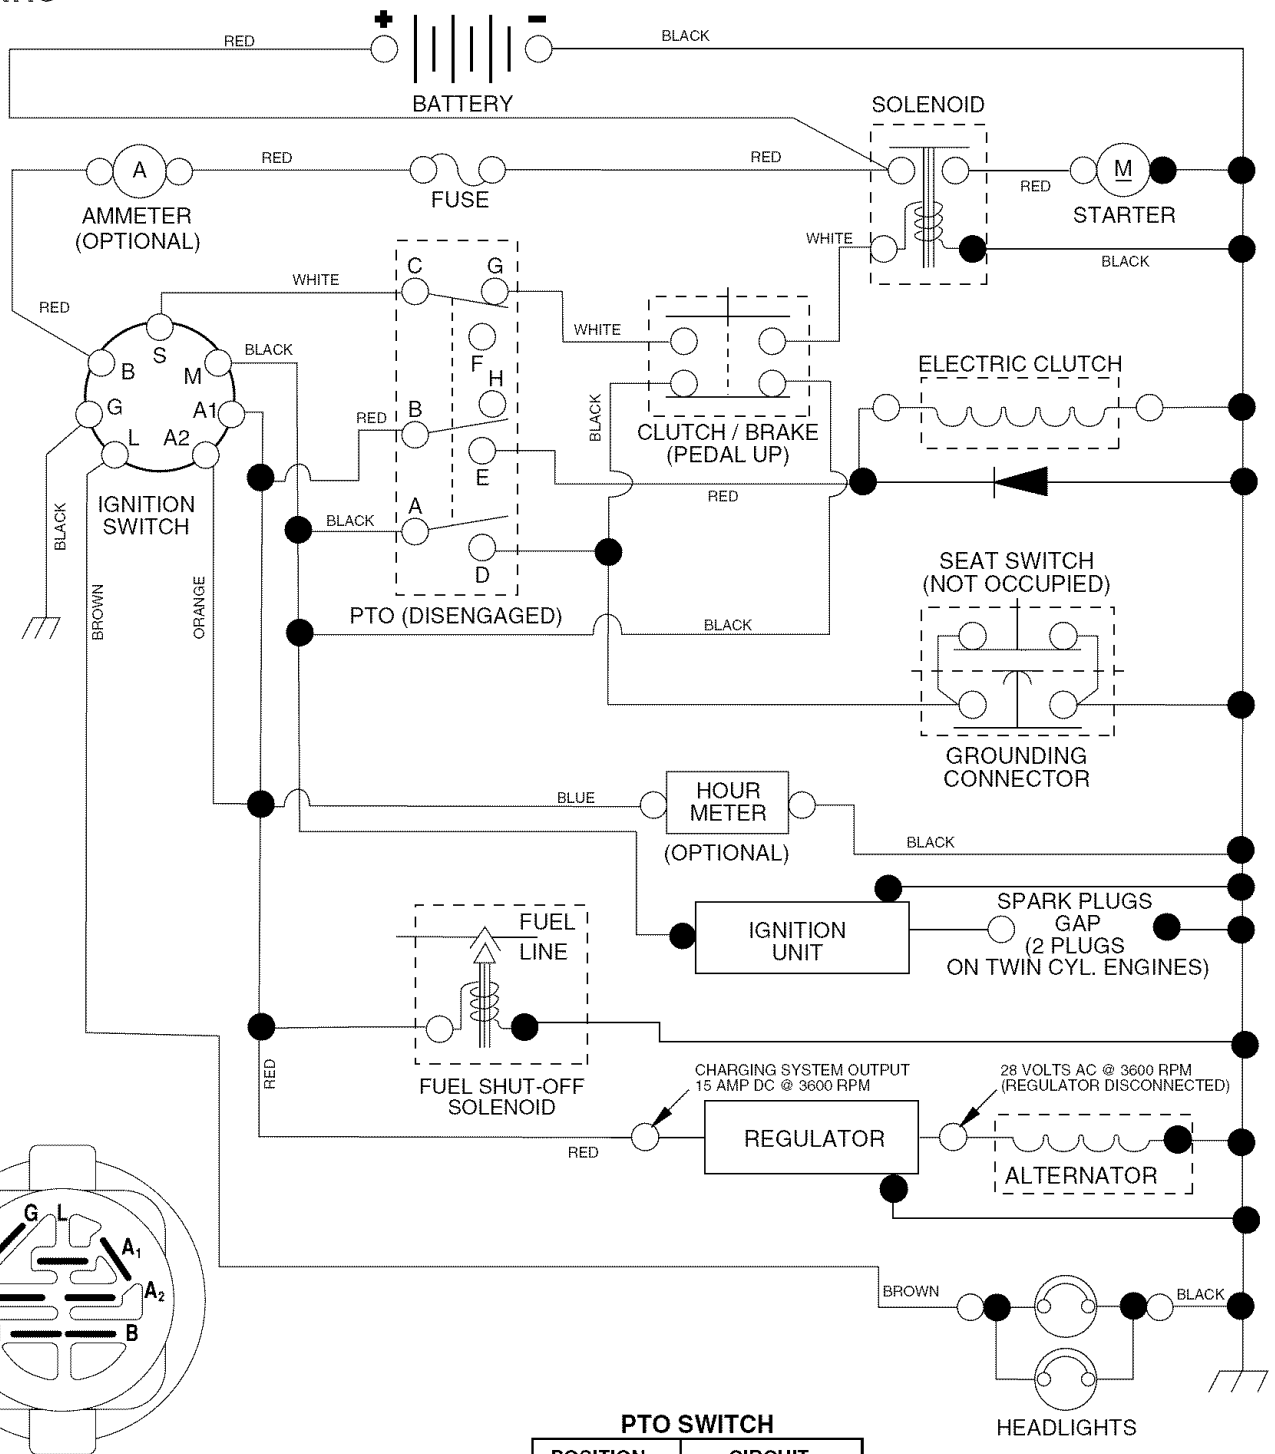 + -
RED
BLACK
BATTERY
SOLENOID
A
RED
FUSE
RED
RED
M
STARTER
AMMETER
(OPTIONAL)
WHITE
BLACK
RED
WHITE
C
G
F
H
B
E
A
D
PTO (DISENGAGED)
S
B
M
G
A1
L
A2
IGNITION
SWITCH
BLACK
RED
BLACK
WHITE
BLACK
CLUTCH / BRAKE
(PEDAL UP)
ELECTRIC CLUTCH
RED
BLACK
BROWN
ORANGE
BLACK
SEAT SWITCH
(NOT OCCUPIED)
GROUNDING
CONNECTOR
BLUE
HOUR
METER
(OPTIONAL)
BLACK
IGNITION
UNIT
SPARK PLUGS
GAP
(2 PLUGS
ON TWIN CYL. ENGINES)
FUEL
LINE
FUEL SHUT-OFF
SOLENOID
RED
CHARGING SYSTEM OUTPUT
15 AMP DC @ 3600 RPM
28 VOLTS AC @ 3600 RPM
(REGULATOR DISCONNECTED)
RED
REGULATOR
ALTERNATOR
G L
A1
A2
B
BROWN
BLACK
HEADLIGHTS
PTO SWITCH
POSITION CIRCUIT